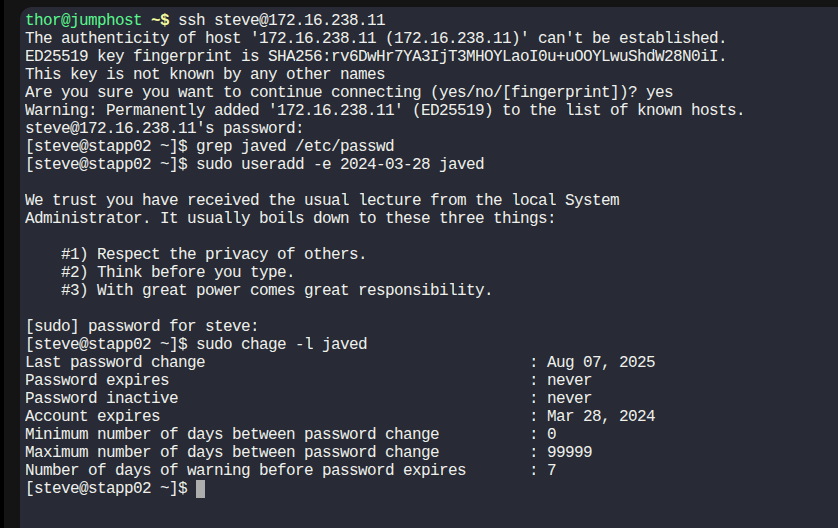 thor@jumphost ~$ ssh steve@172.16.238.11
The authenticity of host '172.16.238.11 (172.16.238.11)' can't be established.
ED25519 key fingerprint is SHA256:rv6DwHr7YA3IjT3MHOYLaoI0u+uOOYLwuShdW28N0iI.
This key is not known by any other names
Are you sure you want to continue connecting (yes/no/[fingerprint])? yes
Warning: Permanently added '172.16.238.11' (ED25519) to the list of known hosts.
steve@172.16.238.11's password:
[steve@stapp02 ~]$ grep javed /etc/passwd
[steve@stapp02 ~]$ sudo useradd -e 2024-03-28 javed

We trust you have received the usual lecture from the local System
Administrator. It usually boils down to these three things:

    #1) Respect the privacy of others.
    #2) Think before you type.
    #3) With great power comes great responsibility.

[sudo] password for steve:
[steve@stapp02 ~]$ sudo chage -l javed
Last password change                                    : Aug 07, 2025
Password expires                                        : never
Password inactive                                       : never
Account expires                                         : Mar 28, 2024
Minimum number of days between password change          : 0
Maximum number of days between password change          : 99999
Number of days of warning before password expires       : 7
[steve@stapp02 ~]$